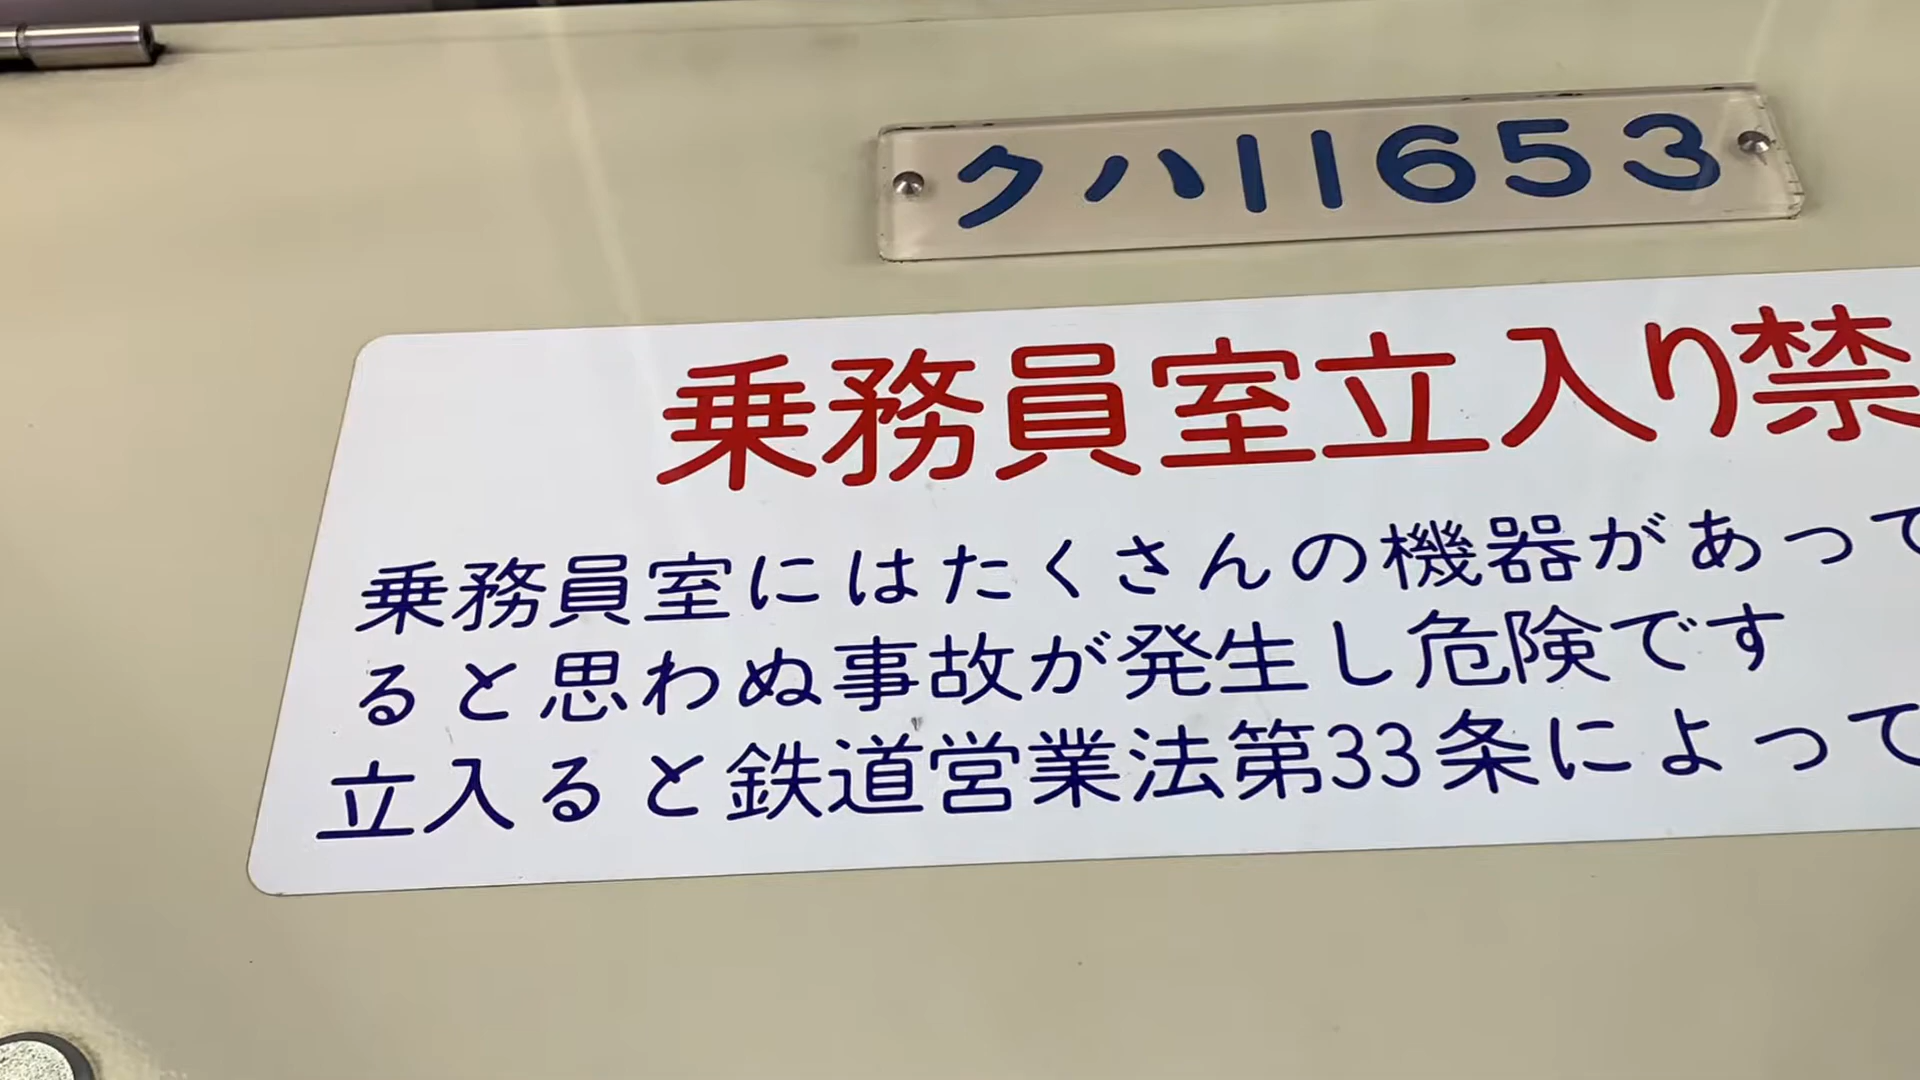 クハ11653
乗務員室立入り禁
乗務員室にはたくさんの機器があって
ると思わぬ事故が発生し危険です
立入ると鉄道営業法第33条によって